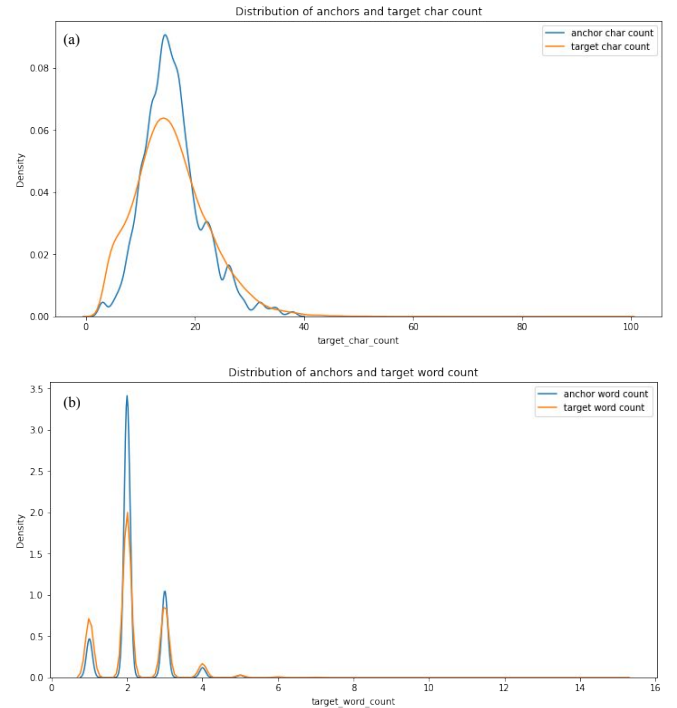 Distribution of anchors and target char count
(a)
anchor char count
target char count
0.08
0.06
0.04
0.02
0.00
Density
0 20 40 60 80 100
target_char_count
Distribution of anchors and target word count
(b)
anchor word count
target word count
3.5
3.0
2.5
2.0
1.5
1.0
0.5
0.0
Density
0 2 4 6 8 10 12 14 16
target_word_count